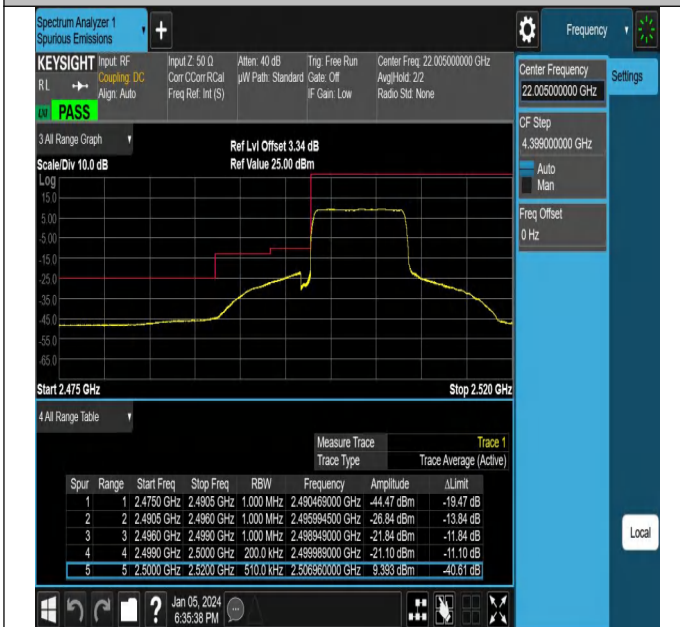 Spectrum Analyzer 1
Spurious Emissions
+
Frequency
KEYSIGHT Input: RF Input Z: 50 Ω Atten: 40 dB Trig: Free Run Center Freq: 22.005000000 GHz
RL Coupling: DC Corr CCorr RCal µW Path: Standard Gate: Off Avg|Hold: 2/2
Align: Auto Freq Ref: Int (S) IF Gain: Low Radio Std: None
PASS
Center Frequency
22.005000000 GHz
Settings
CF Step
4.399000000 GHz
Auto
Man
Freq Offset
0 Hz
3 All Range Graph
Ref Lvl Offset 3.34 dB
Scale/Div 10.0 dB Ref Value 25.00 dBm
Log
15.0
5.00
-5.00
-15.0
-25.0
-35.0
-45.0
-55.0
-65.0
Start 2.475 GHz Stop 2.520 GHz
4 All Range Table
Measure Trace Trace 1
Trace Type Trace Average (Active)
Spur Range Start Freq Stop Freq RBW Frequency Amplitude ΔLimit
1 1 2.4750 GHz 2.4905 GHz 1.000 MHz 2.490469000 GHz -44.47 dBm -19.47 dB
2 2 2.4905 GHz 2.4960 GHz 1.000 MHz 2.495994500 GHz -26.84 dBm -13.84 dB
3 3 2.4960 GHz 2.4990 GHz 1.000 MHz 2.498949000 GHz -21.84 dBm -11.84 dB
4 4 2.4990 GHz 2.5000 GHz 200.0 kHz 2.499989000 GHz -21.10 dBm -11.10 dB
5 5 2.5000 GHz 2.5200 GHz 510.0 kHz 2.506960000 GHz 9.393 dBm -40.61 dB
Local
? Jan 05, 2024
6:35:38 PM